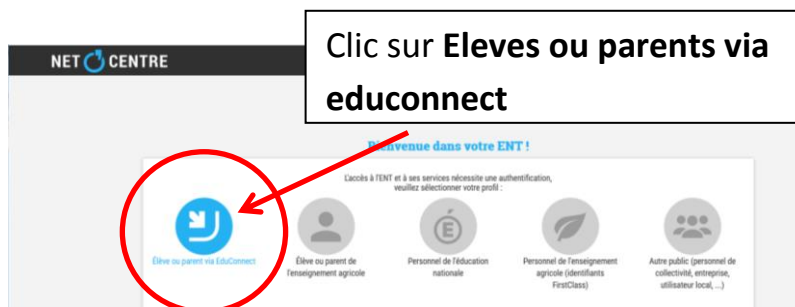 Clic sur Eleves ou parents via
educonnect
NET CENTRE
Bienvenue dans votre ENT !
L'accès à l'ENT et à ses services nécessite une authentification,
veuillez sélectionner votre profil :
Élève ou parent via EduConnect
Élève ou parent de
l'enseignement agricole
Personnel de l'éducation
nationale
Personnel de l'enseignement
agricole (identifiants
FirstClass)
Autre public (personnel de
collectivité, entreprise,
utilisateur local, ...)